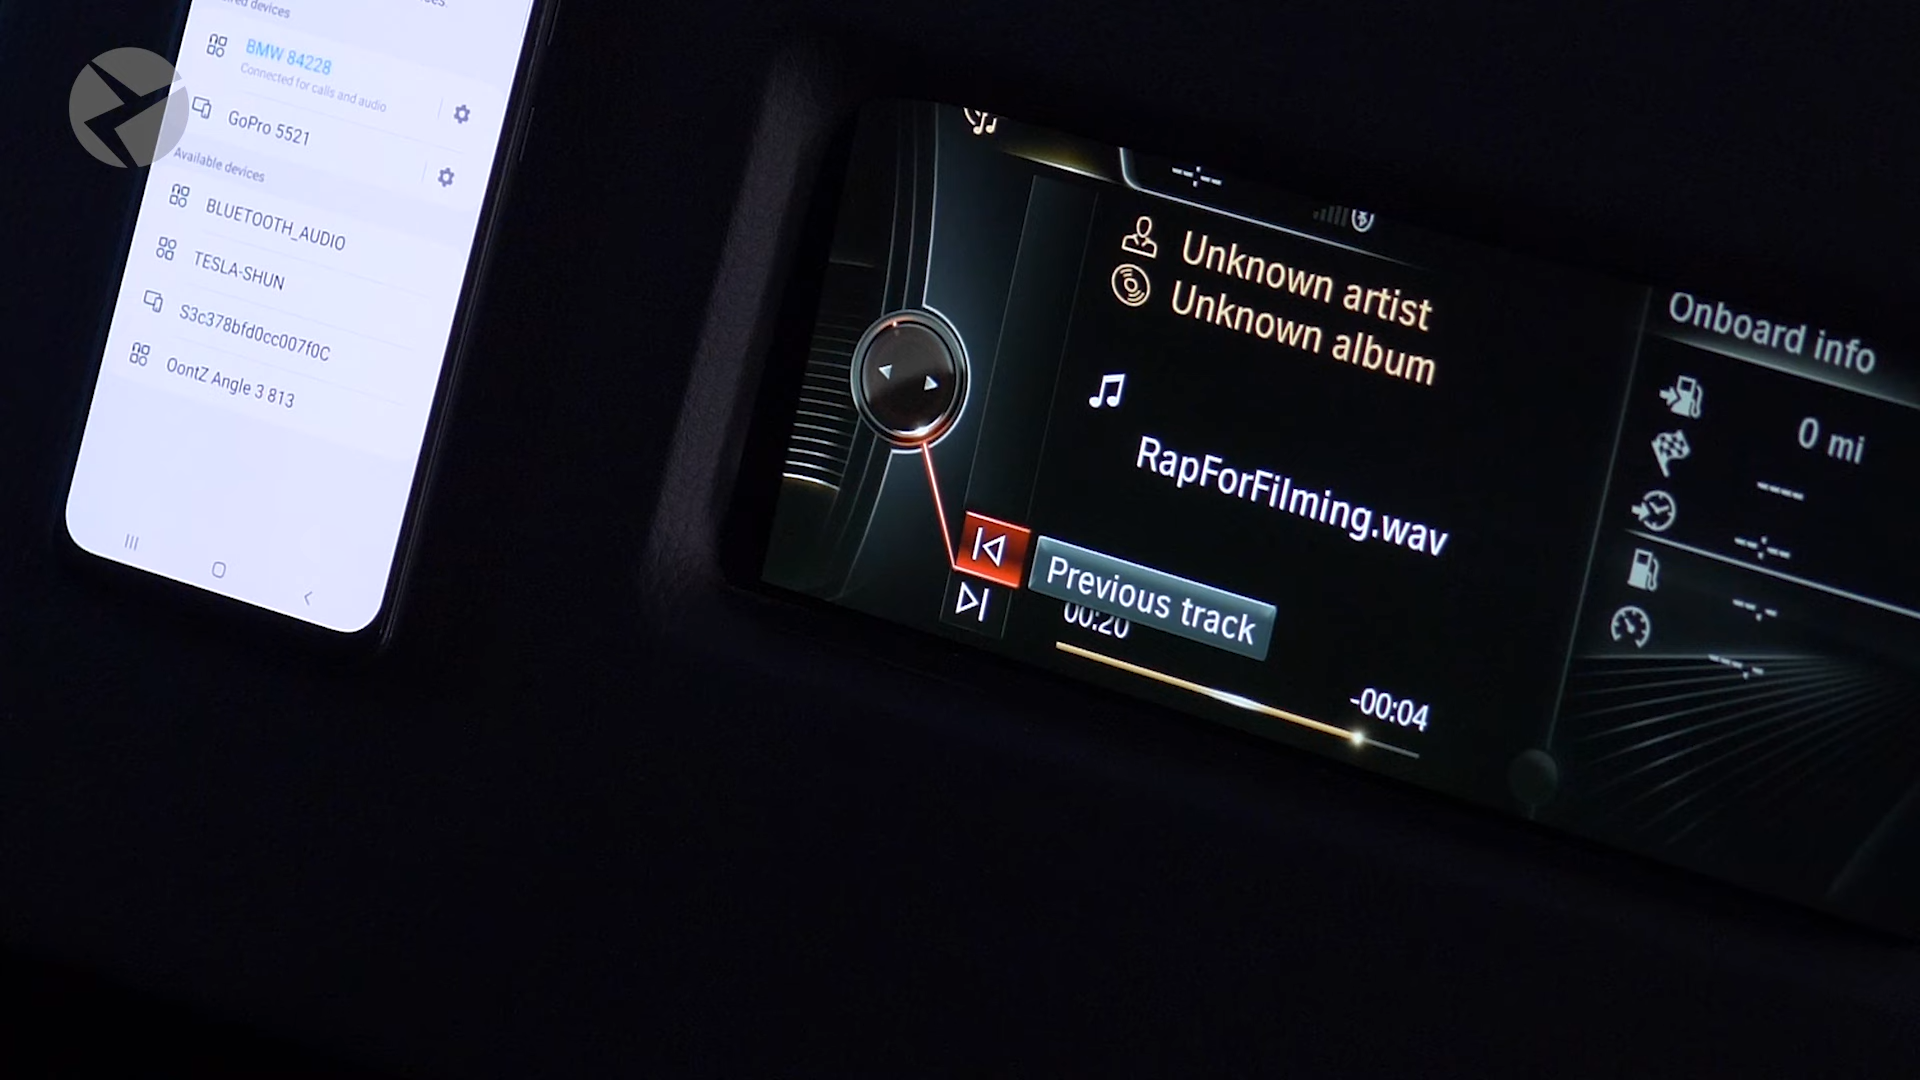 devices
BMW 84228
Connected for calls and audio
GoPro 5521
Available devices
BLUETOOTH_AUDIO
TESLA-SHUN
S3c378bfd0cc007f0C
OontZ Angle 3 813
--:--
Unknown artist
Unknown album
RapForFilming.wav
Previous track
00:20
-00:04
Onboard info
0 mi
----
--:--
--.-
--.-